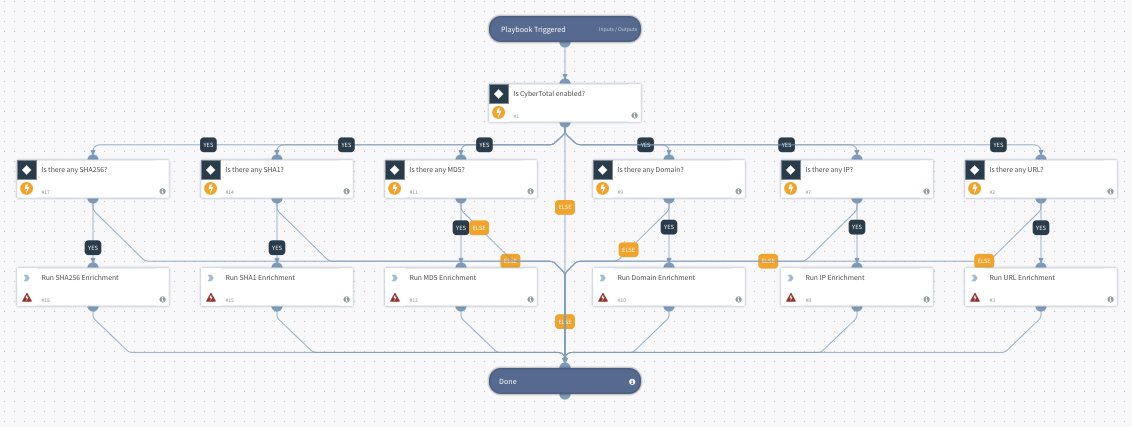 Playbook Triggered Inputs / Outputs
Is CyberTotal enabled?
#1
YES YES YES YES YES YES
Is there any SHA256? Is there any SHA1? Is there any MD5? Is there any Domain? Is there any IP? Is there any URL?
#17 #14 #11 #9 #7 #2
ELSE
YES ELSE YES YES YES
YES YES ELSE
ELSE ELSE ELSE
Run SHA256 Enrichment Run SHA1 Enrichment Run MD5 Enrichment Run Domain Enrichment Run IP Enrichment Run URL Enrichment
#18 #15 #12 #10 #8 #3
ELSE
Done